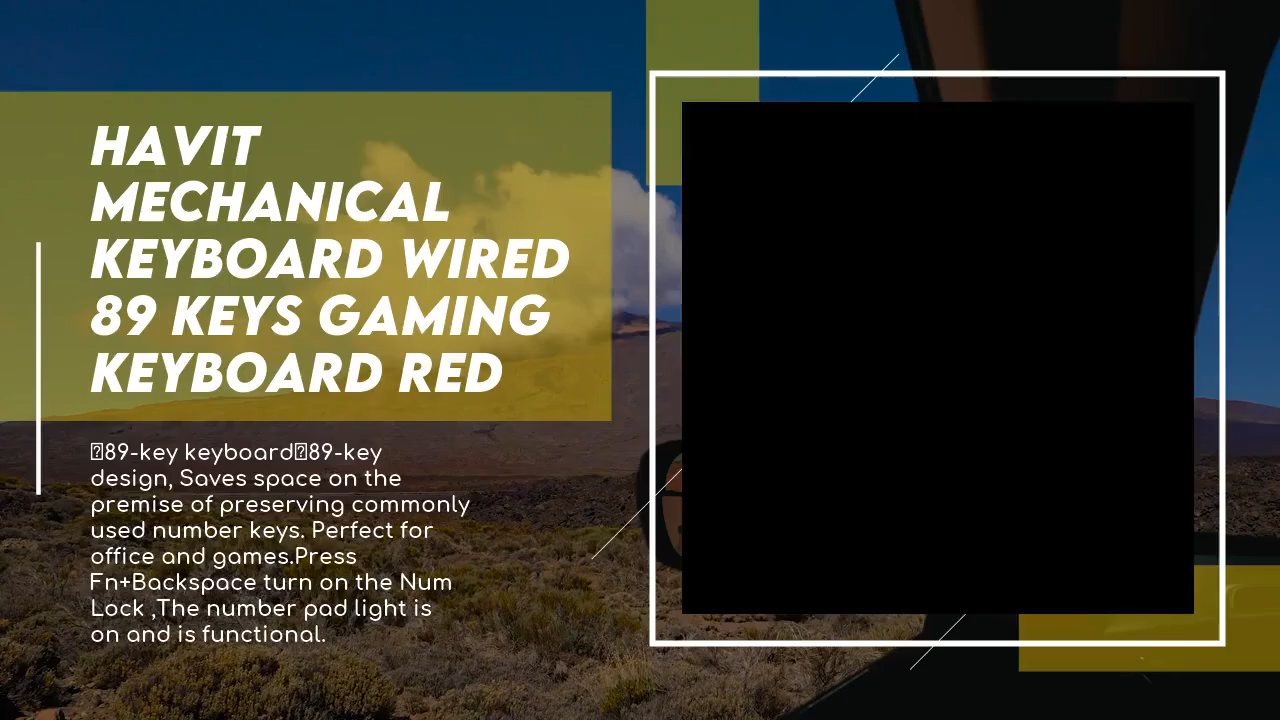 HAVIT
MECHANICAL
KEYBOARD WIRED
89 KEYS GAMING
KEYBOARD RED
89-key keyboard 89-key
design, Saves space on the
premise of preserving commonly
used number keys. Perfect for
office and games.Press
Fn+Backspace turn on the Num
Lock ,The number pad light is
on and is functional.